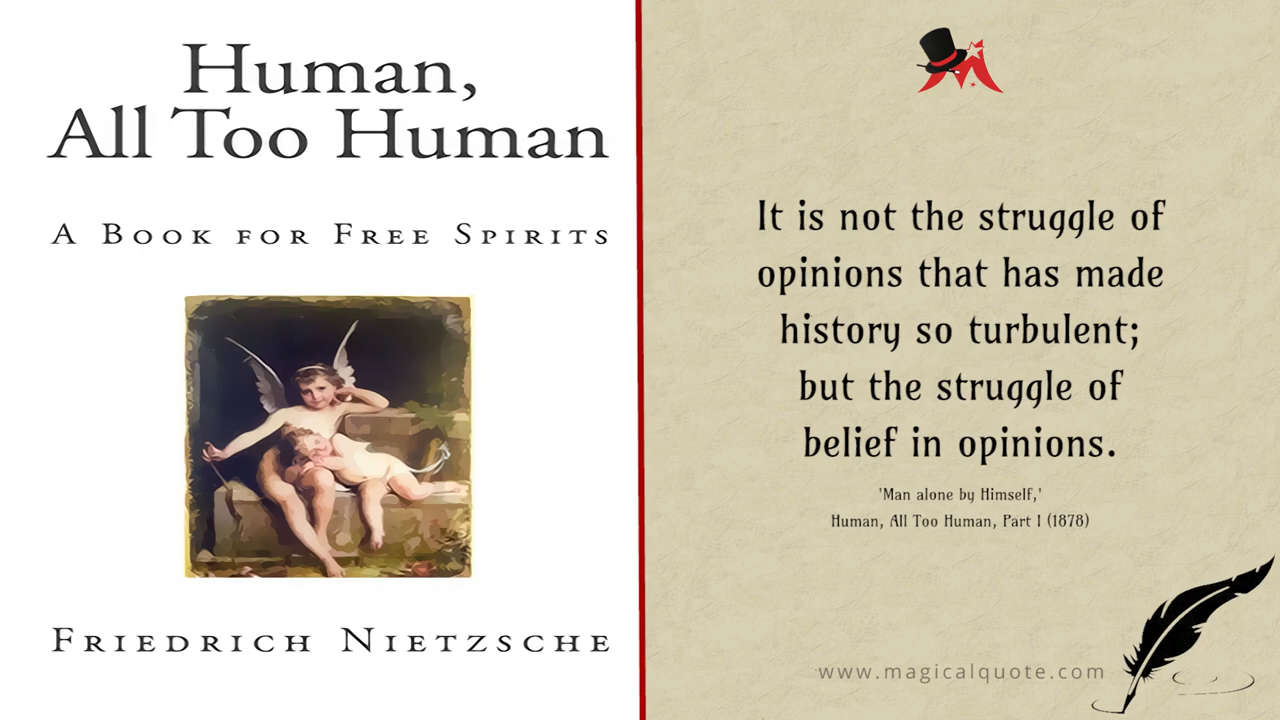 Human,
All Too Human
A Book for Free Spirits
Friedrich Nietzsche
It is not the struggle of
opinions that has made
history so turbulent;
but the struggle of
belief in opinions.
'Man alone by Himself,'
Human, All Too Human, Part I (1878)
www.magicalquote.com